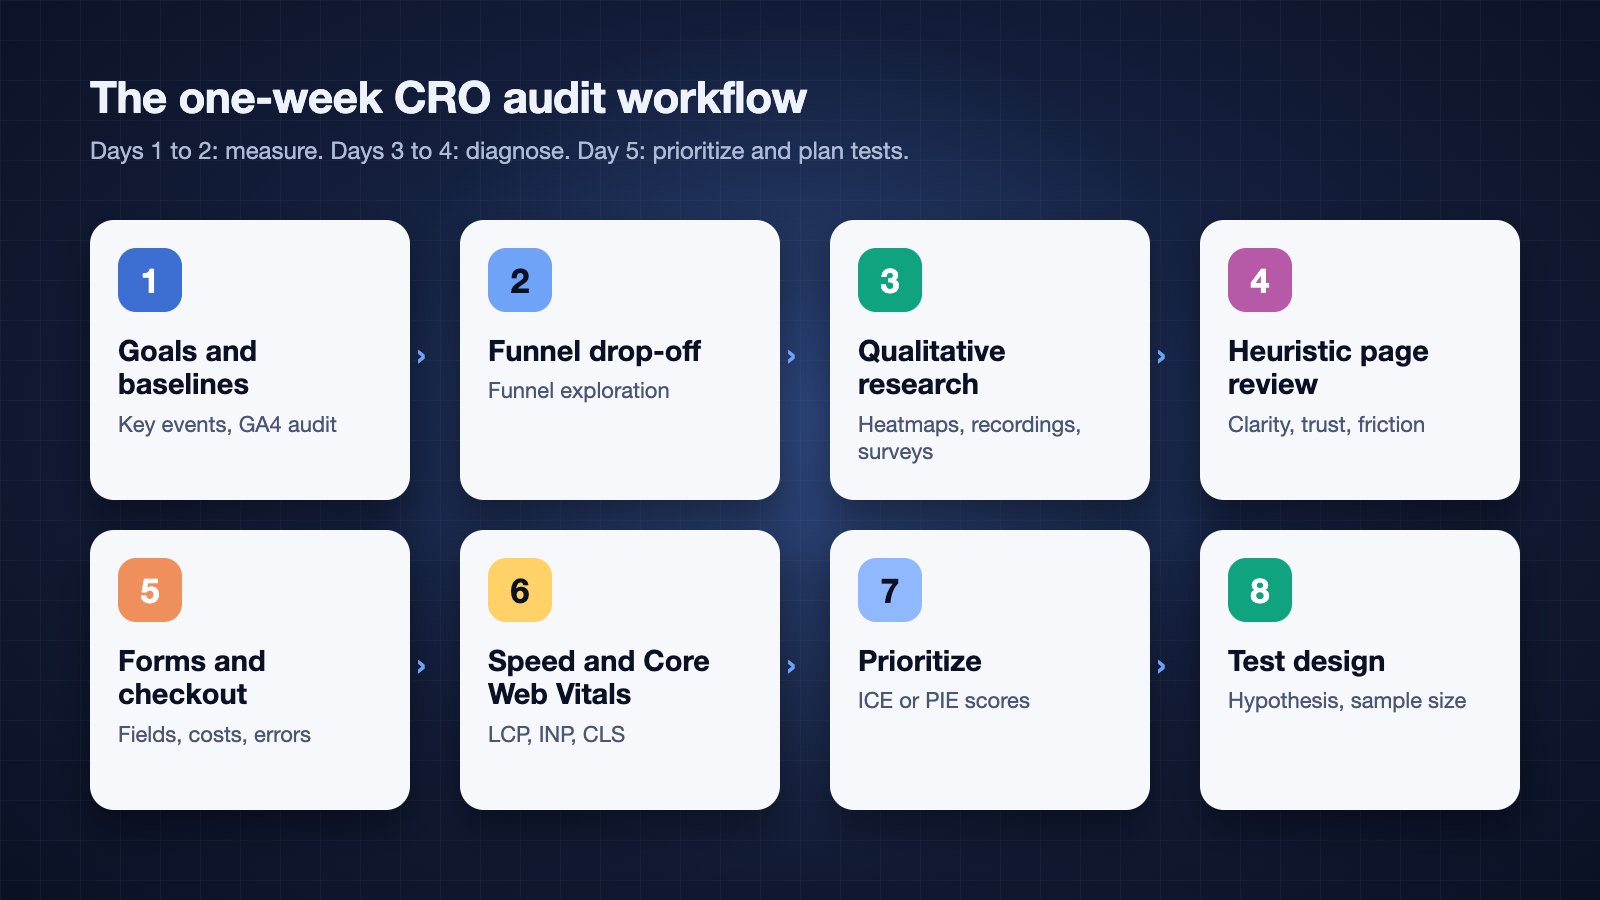 The one-week CRO audit workflow
Days 1 to 2: measure. Days 3 to 4: diagnose. Day 5: prioritize and plan tests.
1
Goals and
baselines
Key events, GA4 audit
›
2
Funnel drop-off
Funnel exploration
›
3
Qualitative
research
Heatmaps, recordings,
surveys
›
4
Heuristic page
review
Clarity, trust, friction
5
Forms and
checkout
Fields, costs, errors
›
6
Speed and Core
Web Vitals
LCP, INP, CLS
›
7
Prioritize
ICE or PIE scores
›
8
Test design
Hypothesis, sample size